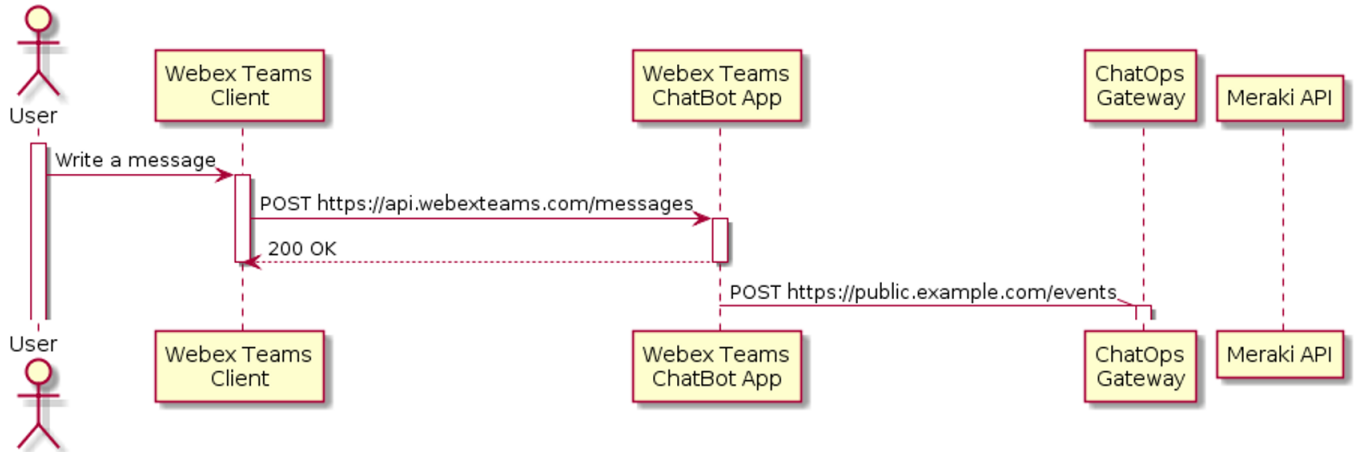 User
Webex Teams
Client
Webex Teams
ChatBot App
ChatOps
Gateway
Meraki API
Write a message
POST https://api.webexteams.com/messages
200 OK
POST https://public.example.com/events
User
Webex Teams
Client
Webex Teams
ChatBot App
ChatOps
Gateway
Meraki API